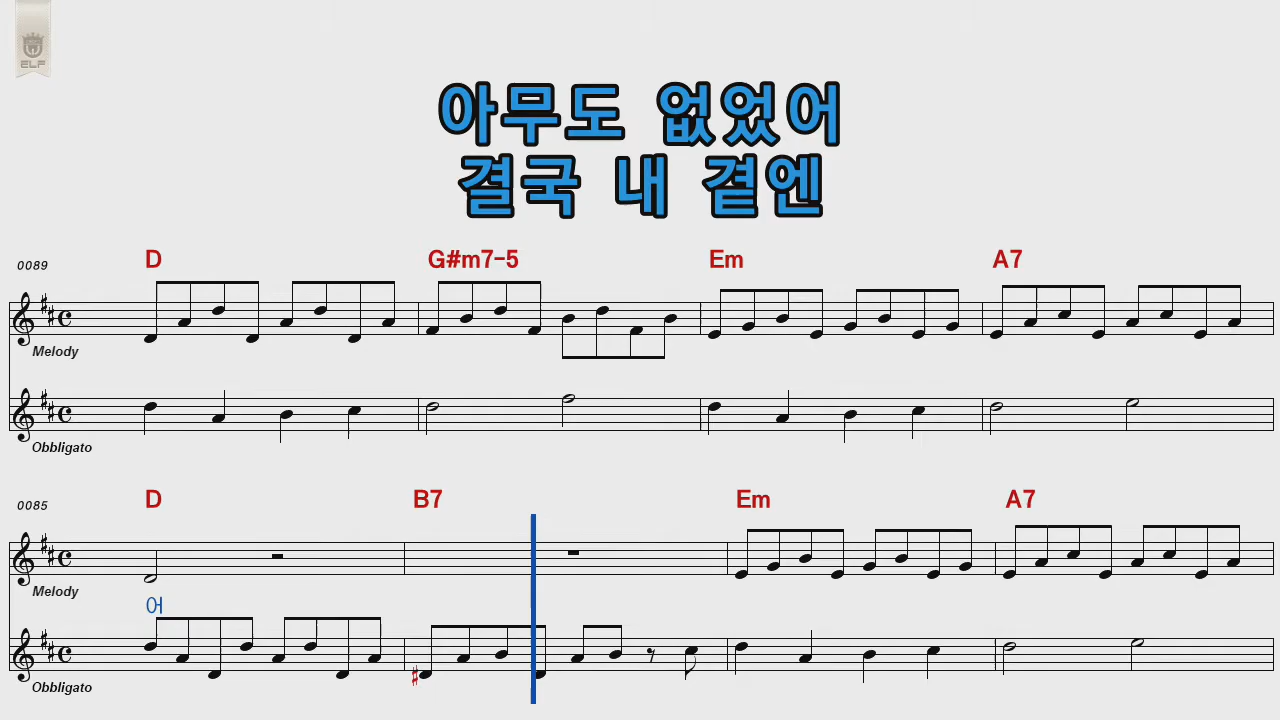 ELF
아무도 없었어
결국 내 곁엔
0089
D G#m7-5 Em A7
Melody
Obbligato
0085
D B7 Em A7
Melody
어
Obbligato